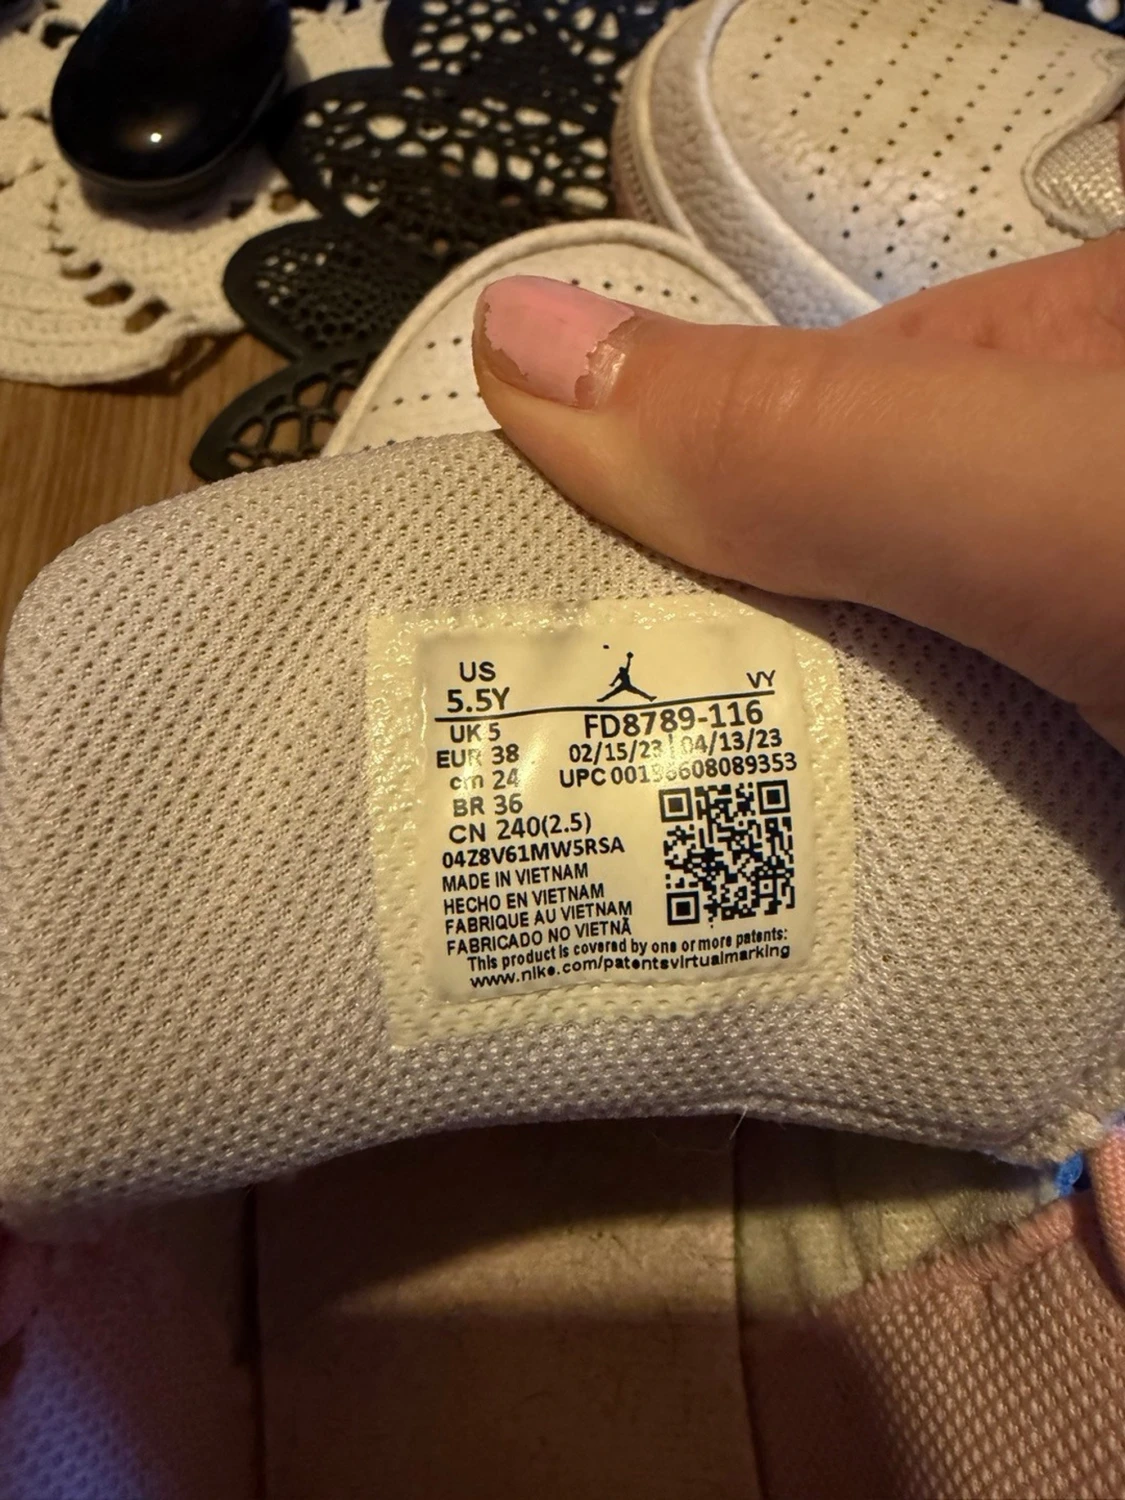 US
5.5Y
VY
UK 5
FD8789-116
EUR 38
02/15/23 | 04/13/23
cm 24
BR 36
CN 240(2.5)
04Z8V61MW5RSA
MADE IN VIETNAM
HECHO EN VIETNAM
FABRIQUE AU VIETNAM
FABRICADO NO VIETNÃ
This product is covered by one or more patents:
www.nike.com/patentsvirtualmarking